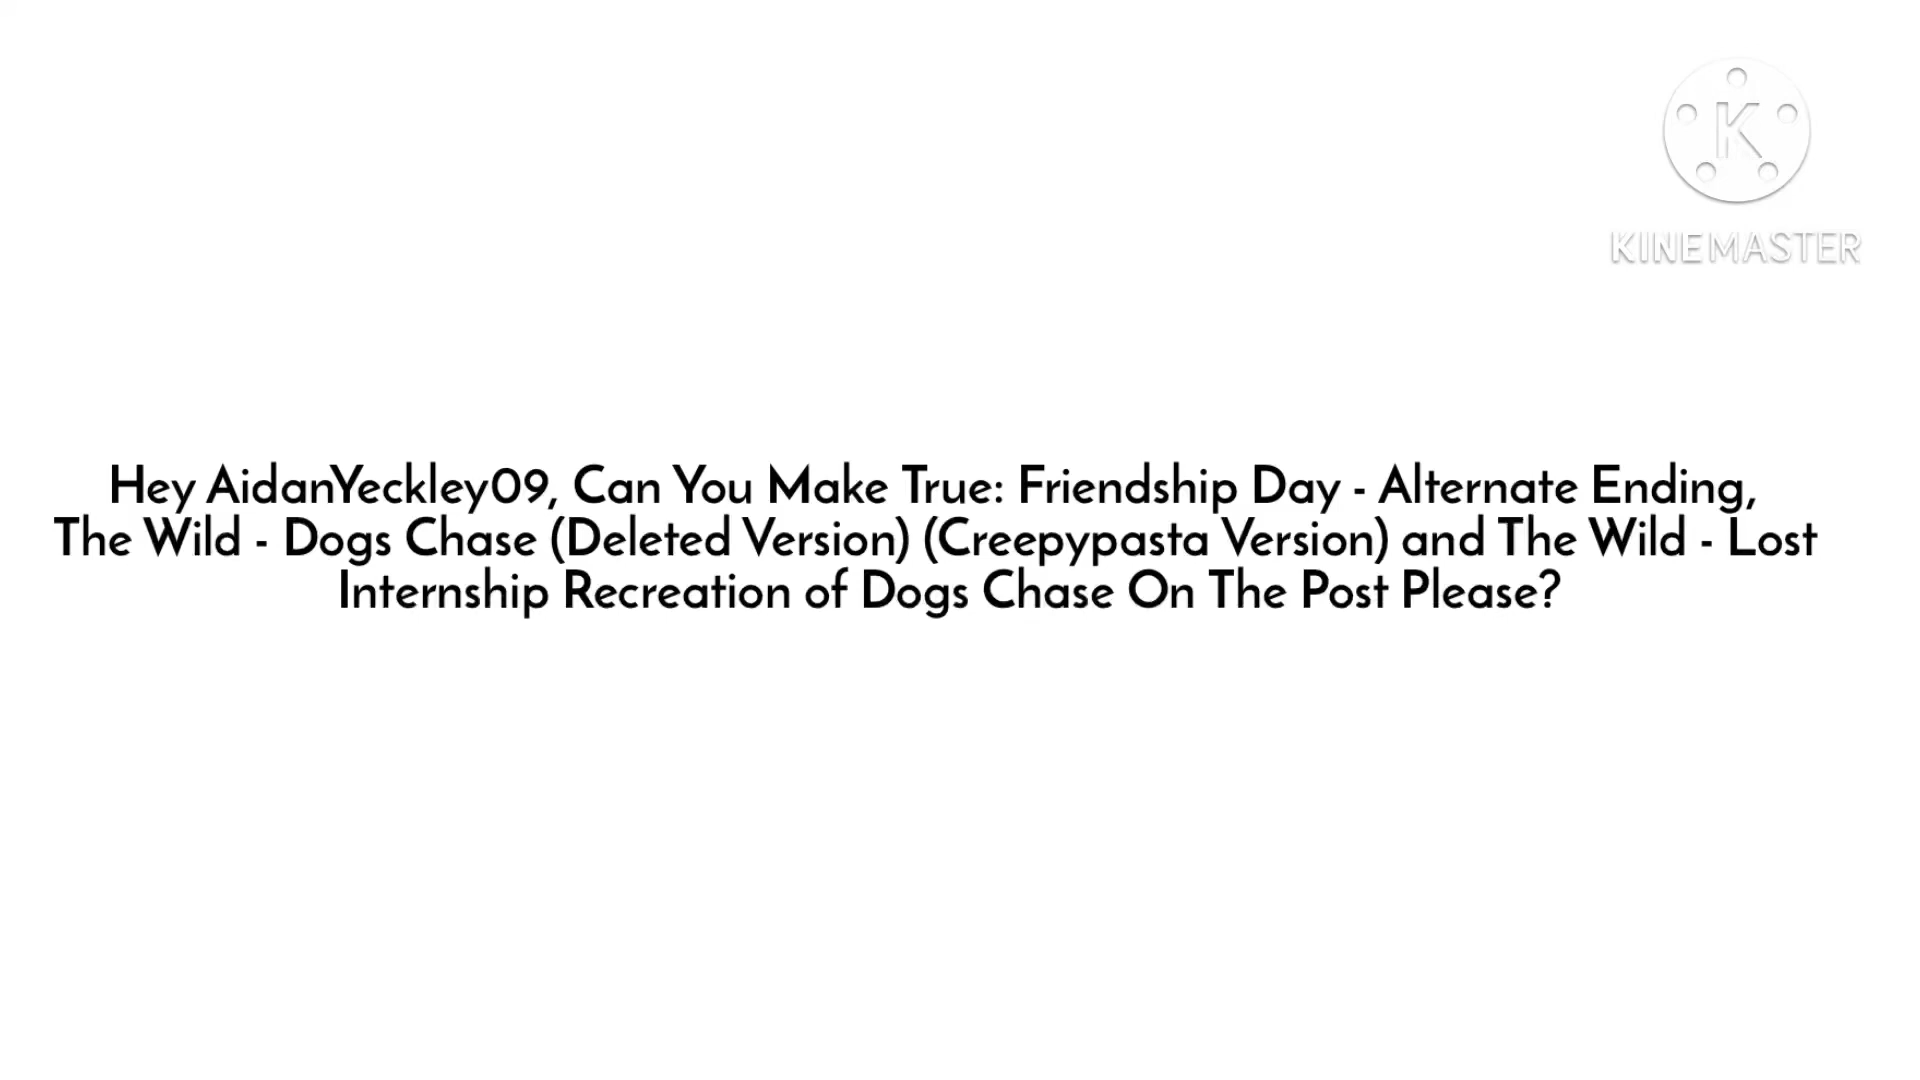 K
KINEMASTER
Hey AidanYeckley09, Can You Make True: Friendship Day - Alternate Ending,
The Wild - Dogs Chase (Deleted Version) (Creepypasta Version) and The Wild - Lost
Internship Recreation of Dogs Chase On The Post Please?